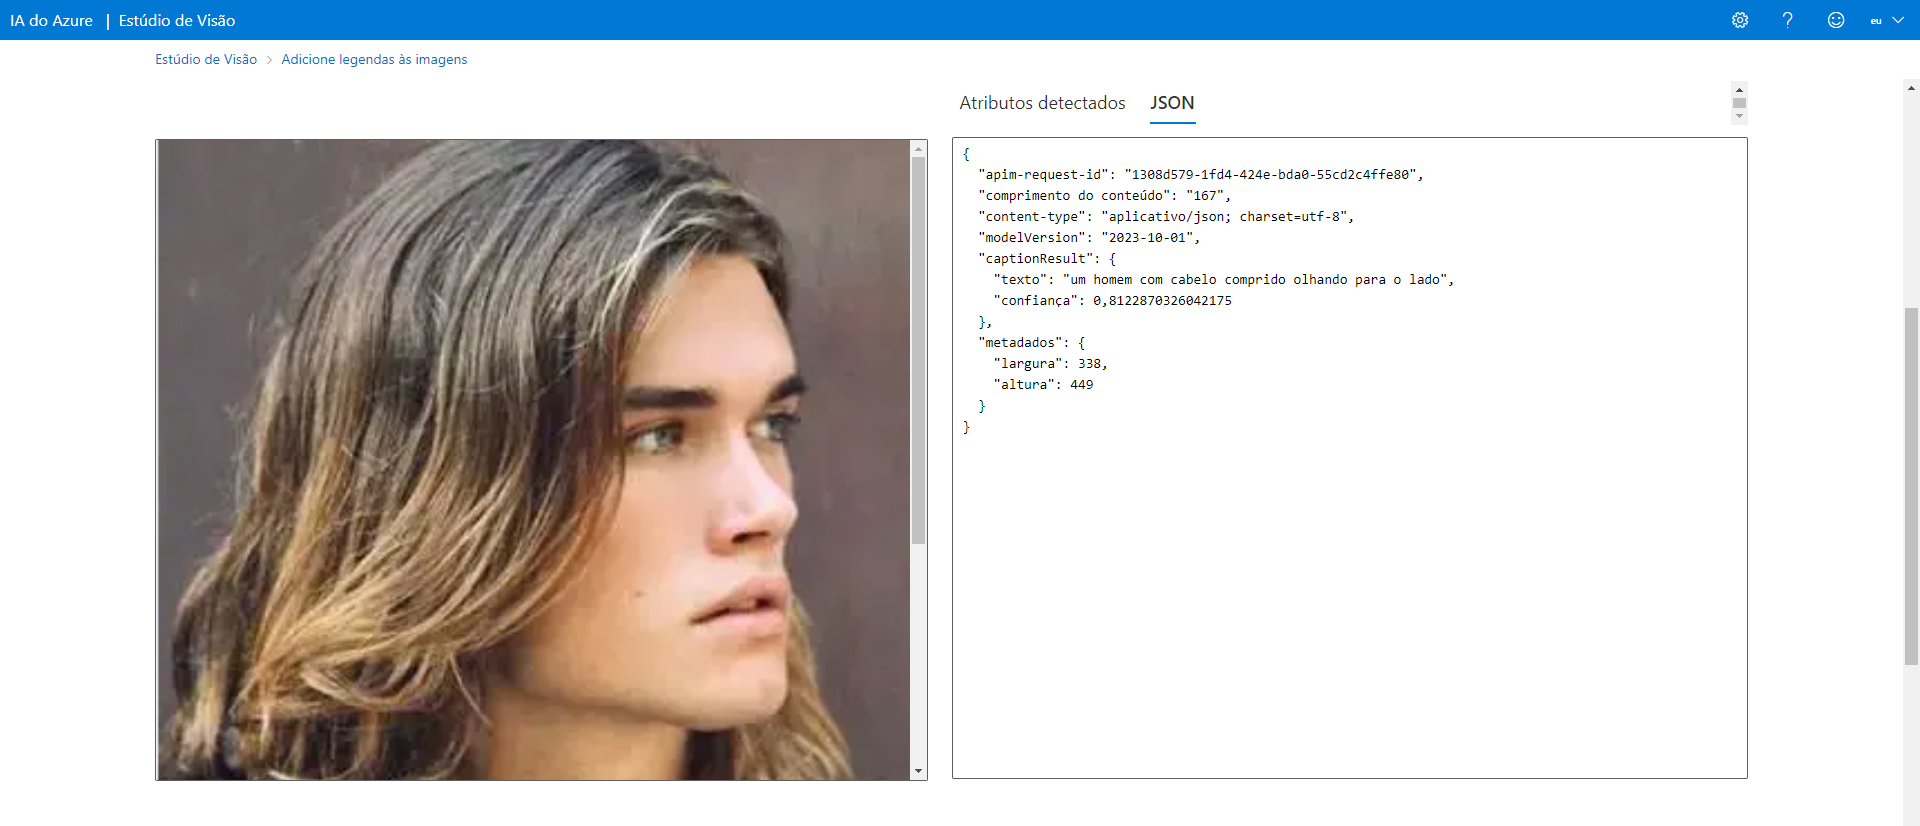 IA do Azure | Estúdio de Visão
eu
Estúdio de Visão > Adicione legendas às imagens
Atributos detectados JSON
{
"apim-request-id": "1308d579-1fd4-424e-bda0-55cd2c4ffe80",
"comprimento do conteúdo": "167",
"content-type": "aplicativo/json; charset=utf-8",
"modelVersion": "2023-10-01",
"captionResult": {
"texto": "um homem com cabelo comprido olhando para o lado",
"confiança": 0,8122870326042175
},
"metadados": {
"largura": 338,
"altura": 449
}
}